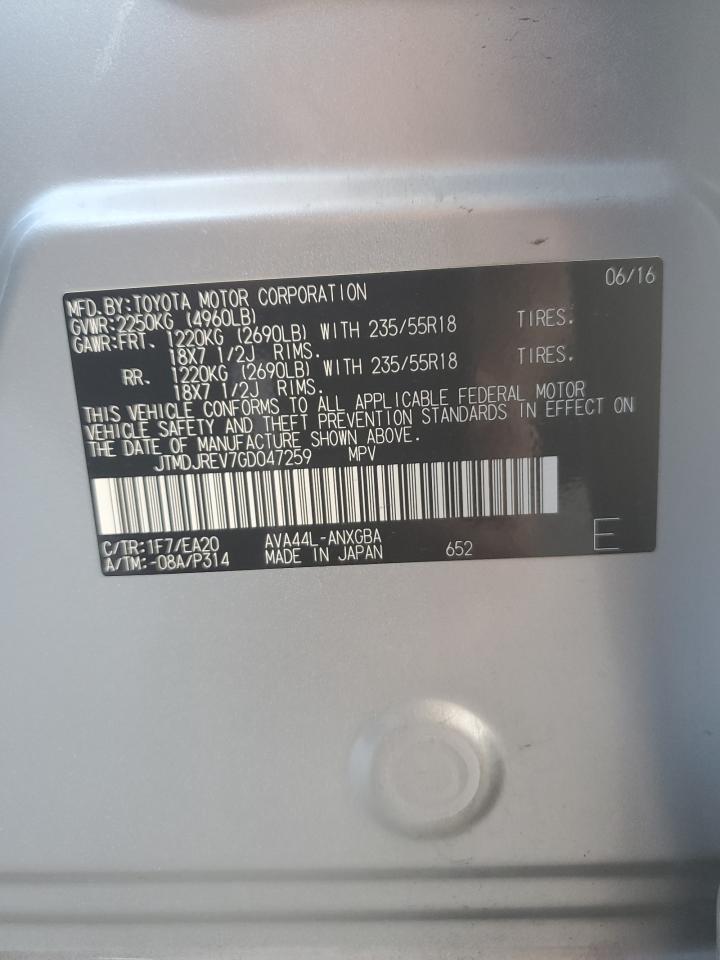 06/16
MFD.BY:TOYOTA MOTOR CORPORATION
GVWR:2250KG (4960LB)
GAWR:FRT. 1220KG (2690LB) WITH 235/55R18 TIRES.
18X7 1/2J RIMS.
RR. 1220KG (2690LB) WITH 235/55R18 TIRES.
18X7 1/2J RIMS.
THIS VEHICLE CONFORMS TO ALL APPLICABLE FEDERAL MOTOR
VEHICLE SAFETY AND THEFT PREVENTION STANDARDS IN EFFECT ON
THE DATE OF MANUFACTURE SHOWN ABOVE.
JTMDJREV7GD047259 MPV
C/TR:1F7/EA20 AVA44L-ANXGBA
A/TM:-08A/P314 MADE IN JAPAN 652 E